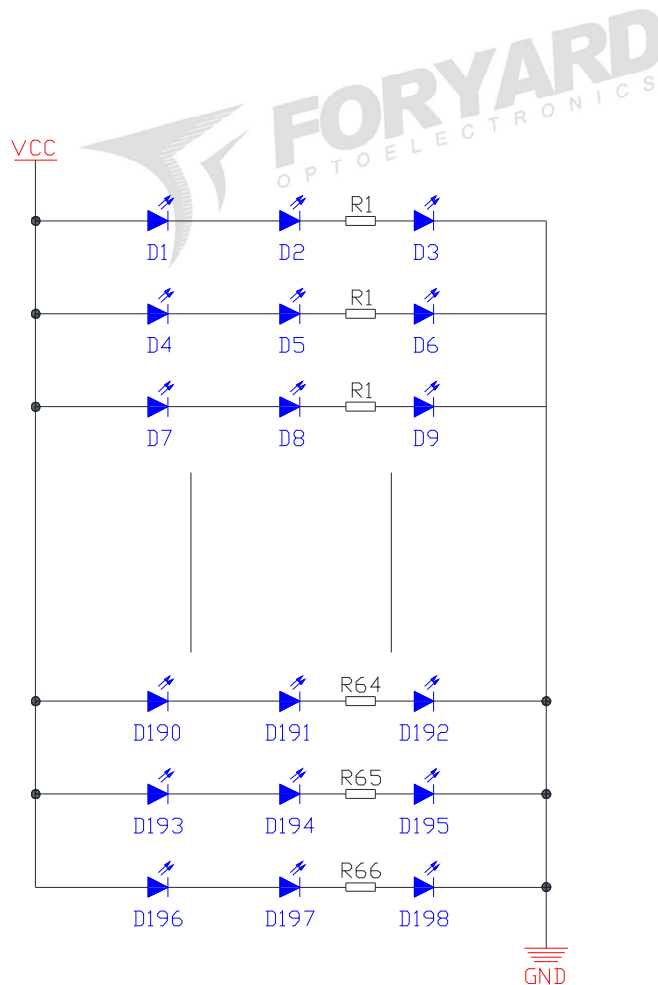 FORYARD
OPTOELECTRONICS
VCC
R1
D1 D2 D3
R1
D4 D5 D6
R1
D7 D8 D9
R64
D190 D191 D192
R65
D193 D194 D195
R66
D196 D197 D198
GND